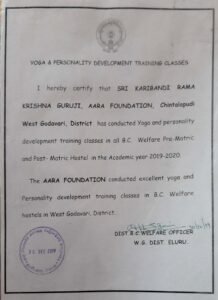 YOGA & PERSONALITY DEVELOPMENT TRAINING CLASSES
I hereby certify that SRI KARIBANDI RAMA
KRISHNA GURUJI, AARA FOUNDATION, Chintalapudi
West Godavari, District has conducted Yoga and personality
development training classes in all B.C. Welfare Pre-Matric
and Post- Matric Hostel in the Academic year 2019-2020.
The AARA FOUNDATION conducted excellent yoga and
Personality development training classes in B.C. Welfare
hostels in West Godavari, District.
DIST B.C WELFARE OFFICER
W.G. DIST. ELURU.
DEC 2019